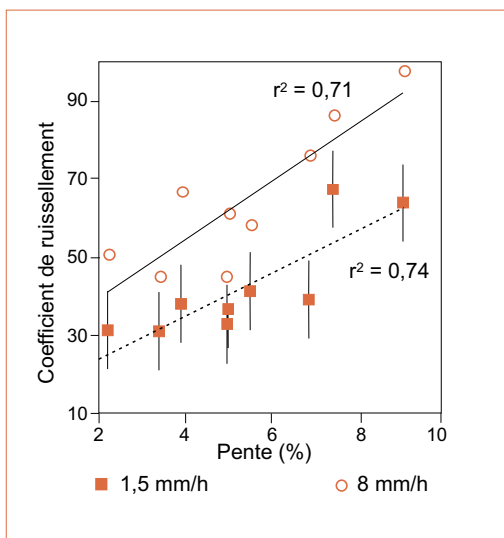 r² = 0,71
90
70
50
30
10
Coefficient de ruissellement
r² = 0,74
2
4
6
8
10
Pente (%)
1,5 mm/h
8 mm/h